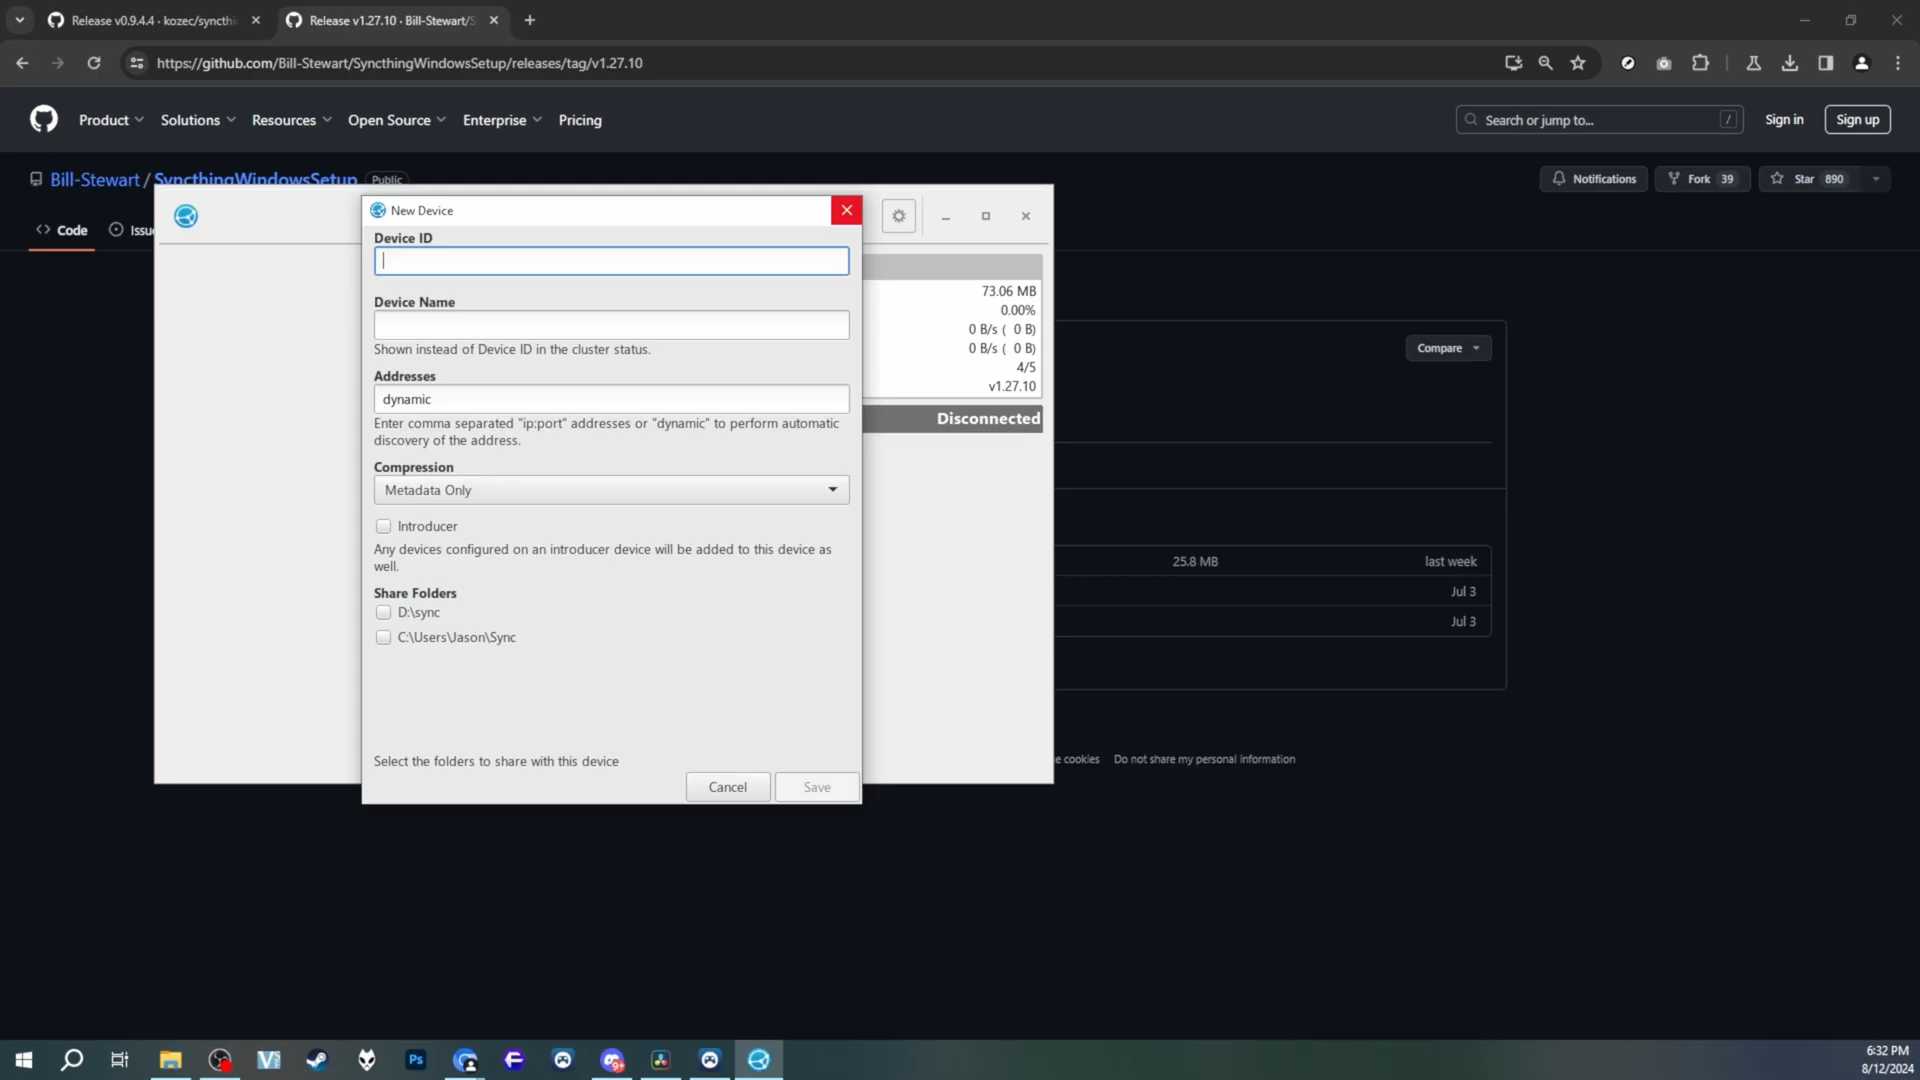 Release v0.9.4.4 · kozec/syncthi
Release v1.27.10 · Bill-Stewart/S
https://github.com/Bill-Stewart/SyncthingWindowsSetup/releases/tag/v1.27.10
Product
Solutions
Resources
Open Source
Enterprise
Pricing
Search or jump to...
/
Sign in
Sign up
Bill-Stewart / SyncthingWindowsSetup
Public
Notifications
Fork 39
Star 890
Code
Issu
New Device
Device ID
Device Name
Shown instead of Device ID in the cluster status.
Addresses
dynamic
Enter comma separated "ip:port" addresses or "dynamic" to perform automatic
discovery of the address.
Compression
Metadata Only
Introducer
Any devices configured on an introducer device will be added to this device as
well.
Share Folders
D:\sync
C:\Users\Jason\Sync
Select the folders to share with this device
Cancel
Save
73.06 MB
0.00%
0 B/s ( 0 B)
0 B/s ( 0 B)
4/5
v1.27.10
Disconnected
Compare
25.8 MB
last week
Jul 3
Jul 3
e cookies
Do not share my personal information
Ps
9+
6:32 PM
8/12/2024